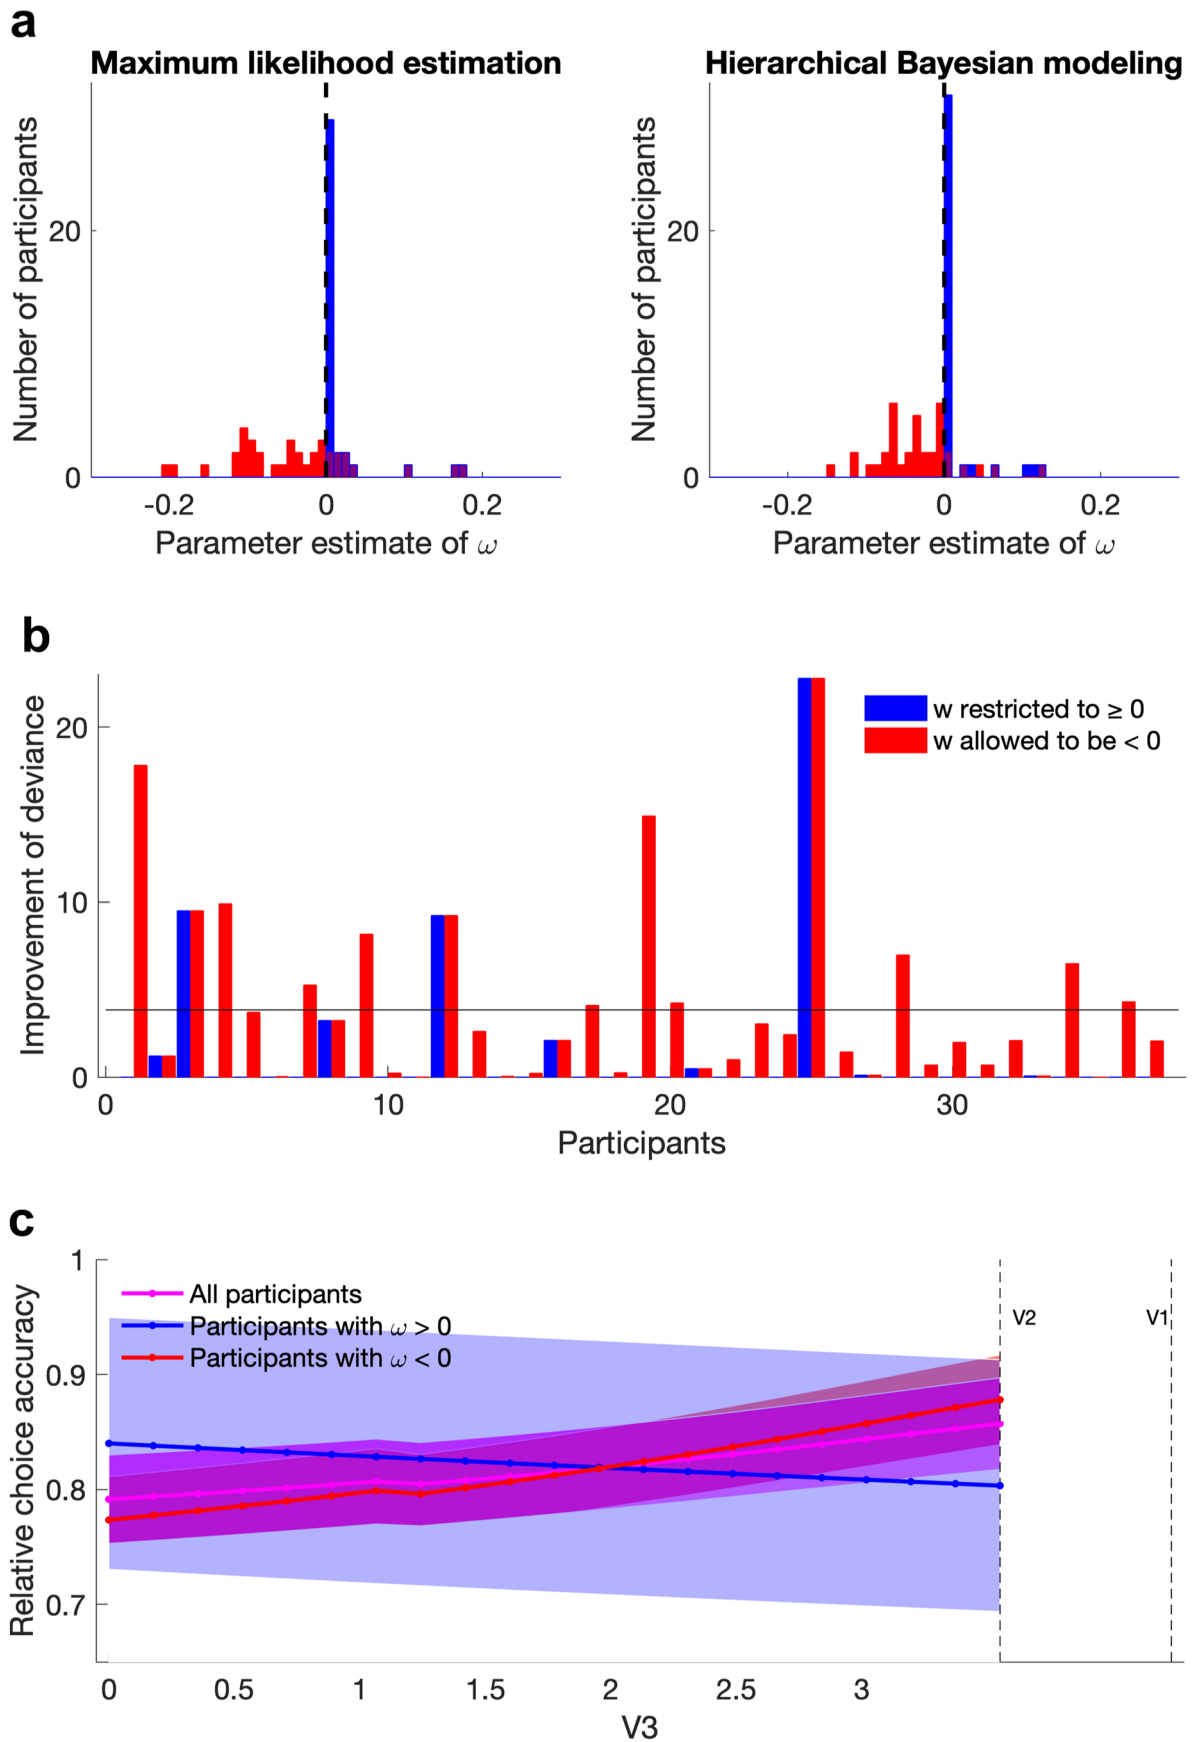 a
Maximum likelihood estimation
Number of participants
20
0
-0.2 0 0.2
Parameter estimate of ω
Hierarchical Bayesian modeling
Number of participants
20
0
-0.2 0 0.2
Parameter estimate of ω
b
Improvement of deviance
20
10
0
w restricted to ≥ 0
w allowed to be < 0
0 10 20 30
Participants
c
Relative choice accuracy
1
0.9
0.8
0.7
All participants
Participants with ω > 0
Participants with ω < 0
V2
V1
0 0.5 1 1.5 2 2.5 3
V3